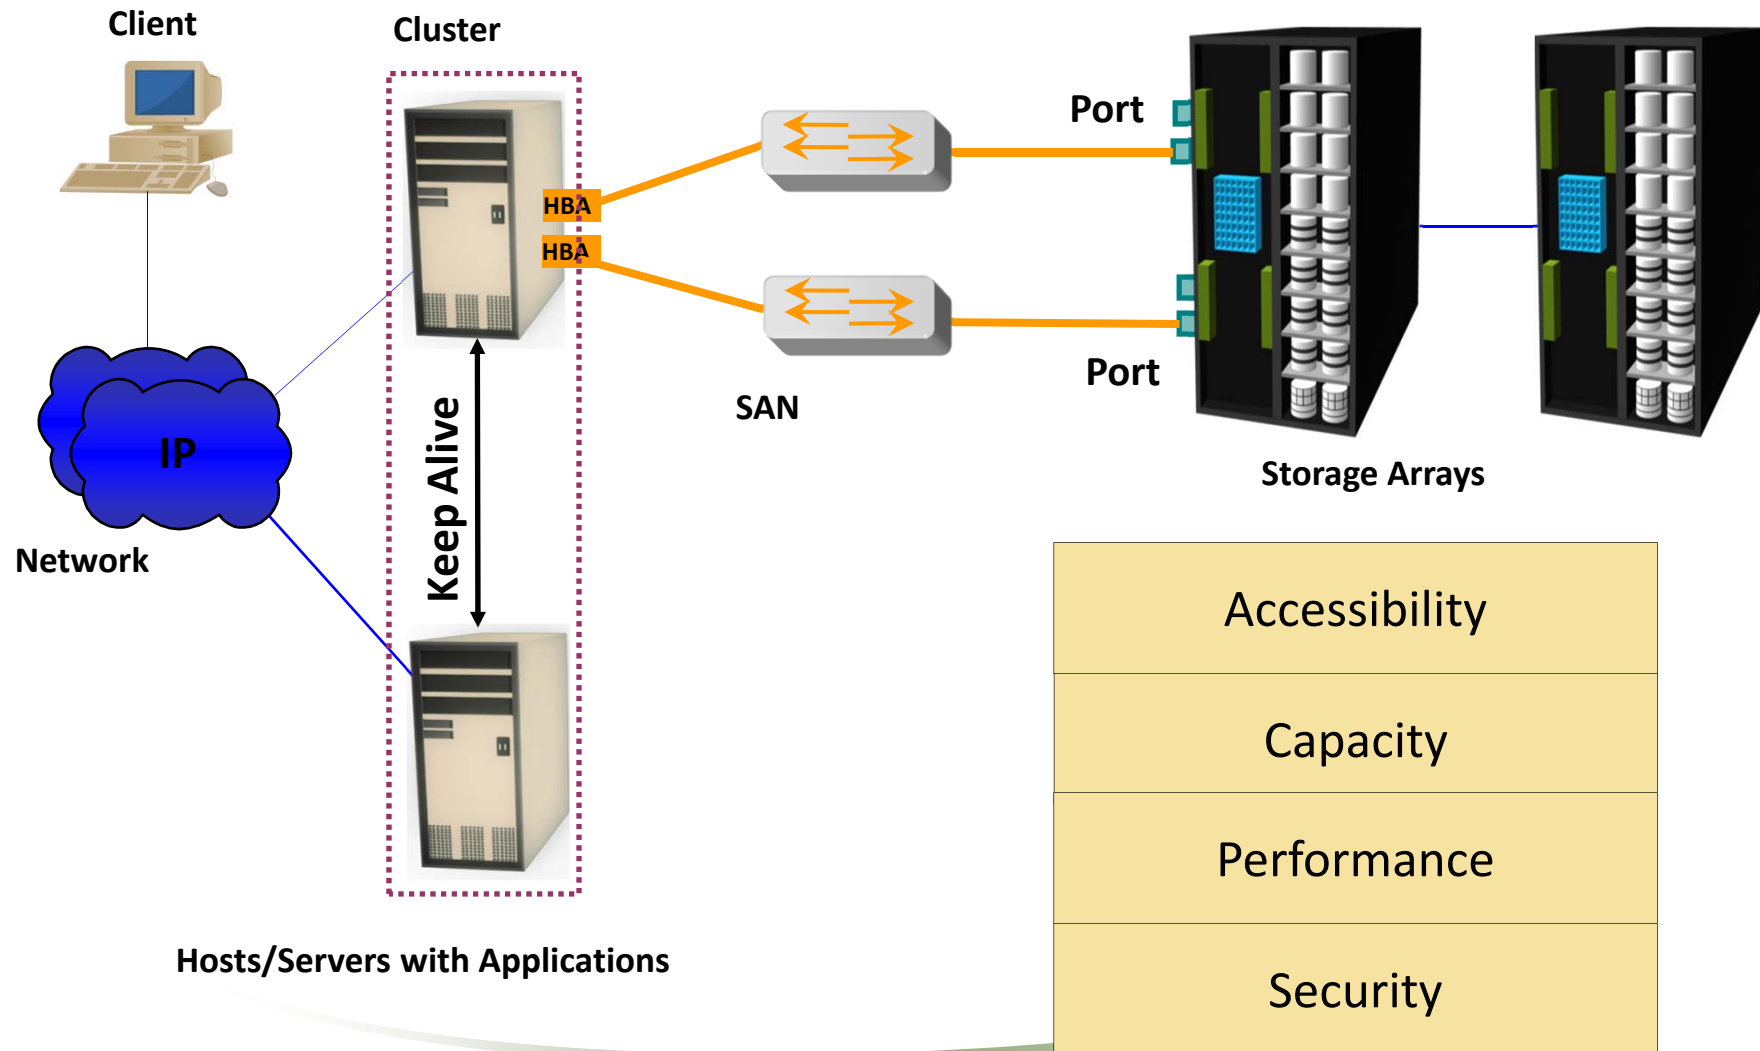 Client
Cluster
Port
HBA
HBA
Port
SAN
IP
Keep Alive
Storage Arrays
Network
Accessibility
Capacity
Performance
Hosts/Servers with Applications
Security